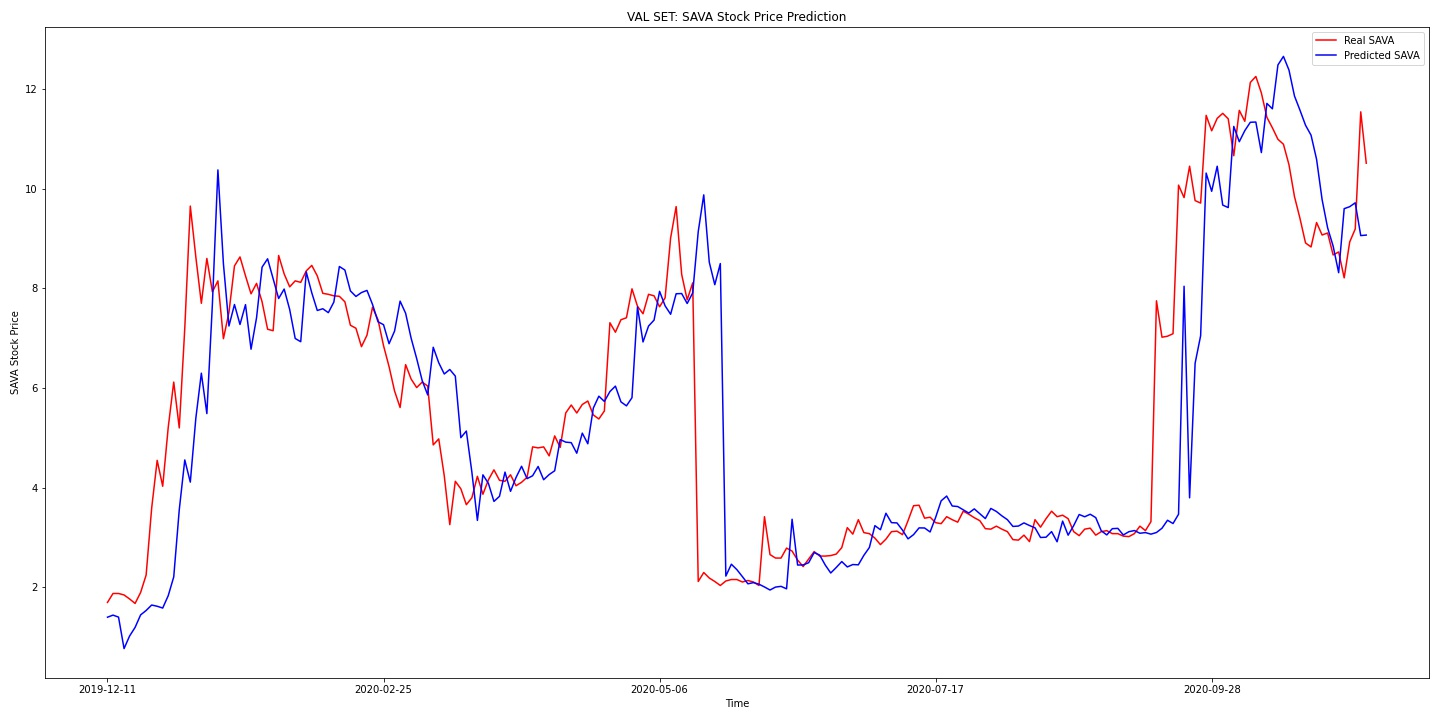 VAL SET: SAVA Stock Price Prediction
Real SAVA
Predicted SAVA
SAVA Stock Price
12
10
8
6
4
2
2019-12-11
2020-02-25
2020-05-06
2020-07-17
2020-09-28
Time